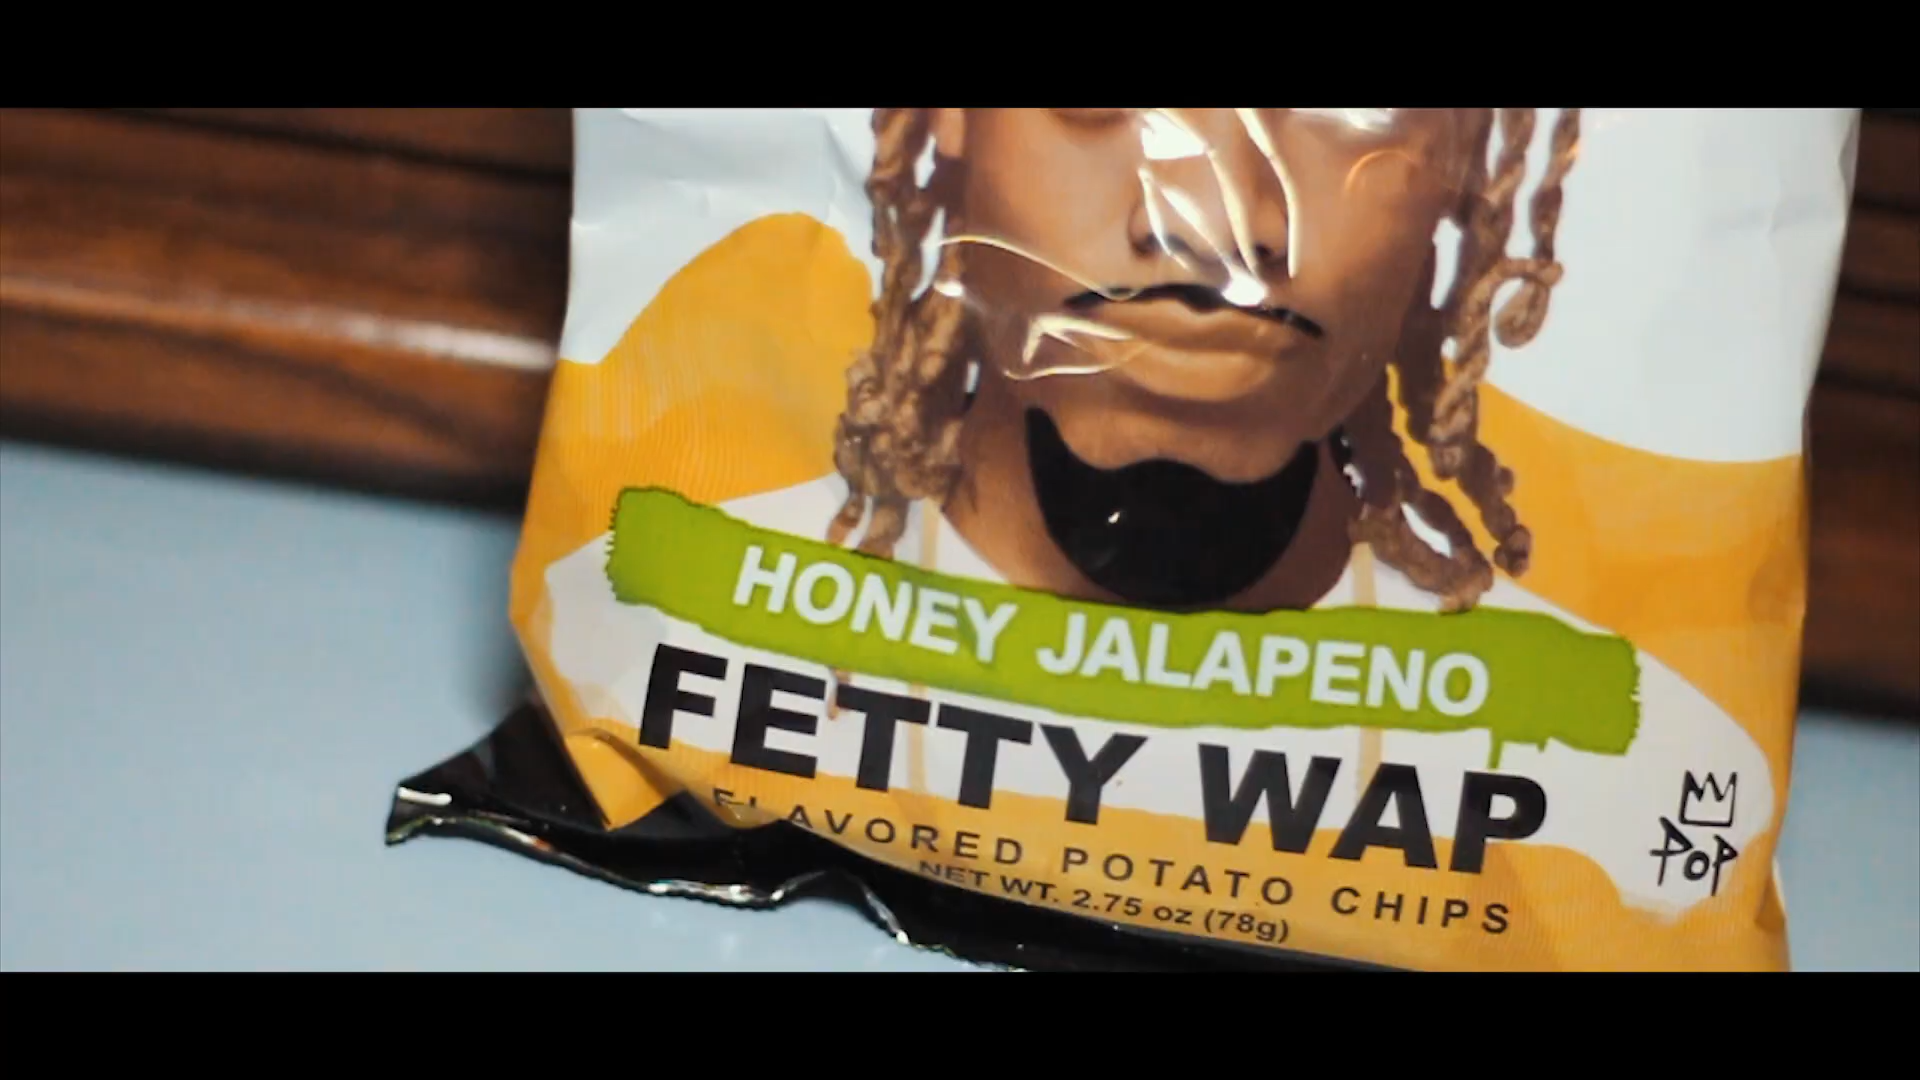 HONEY JALAPENO
FETTY WAP
FLAVORED POTATO CHIPS
NET WT. 2.75 oz (78g)
POP